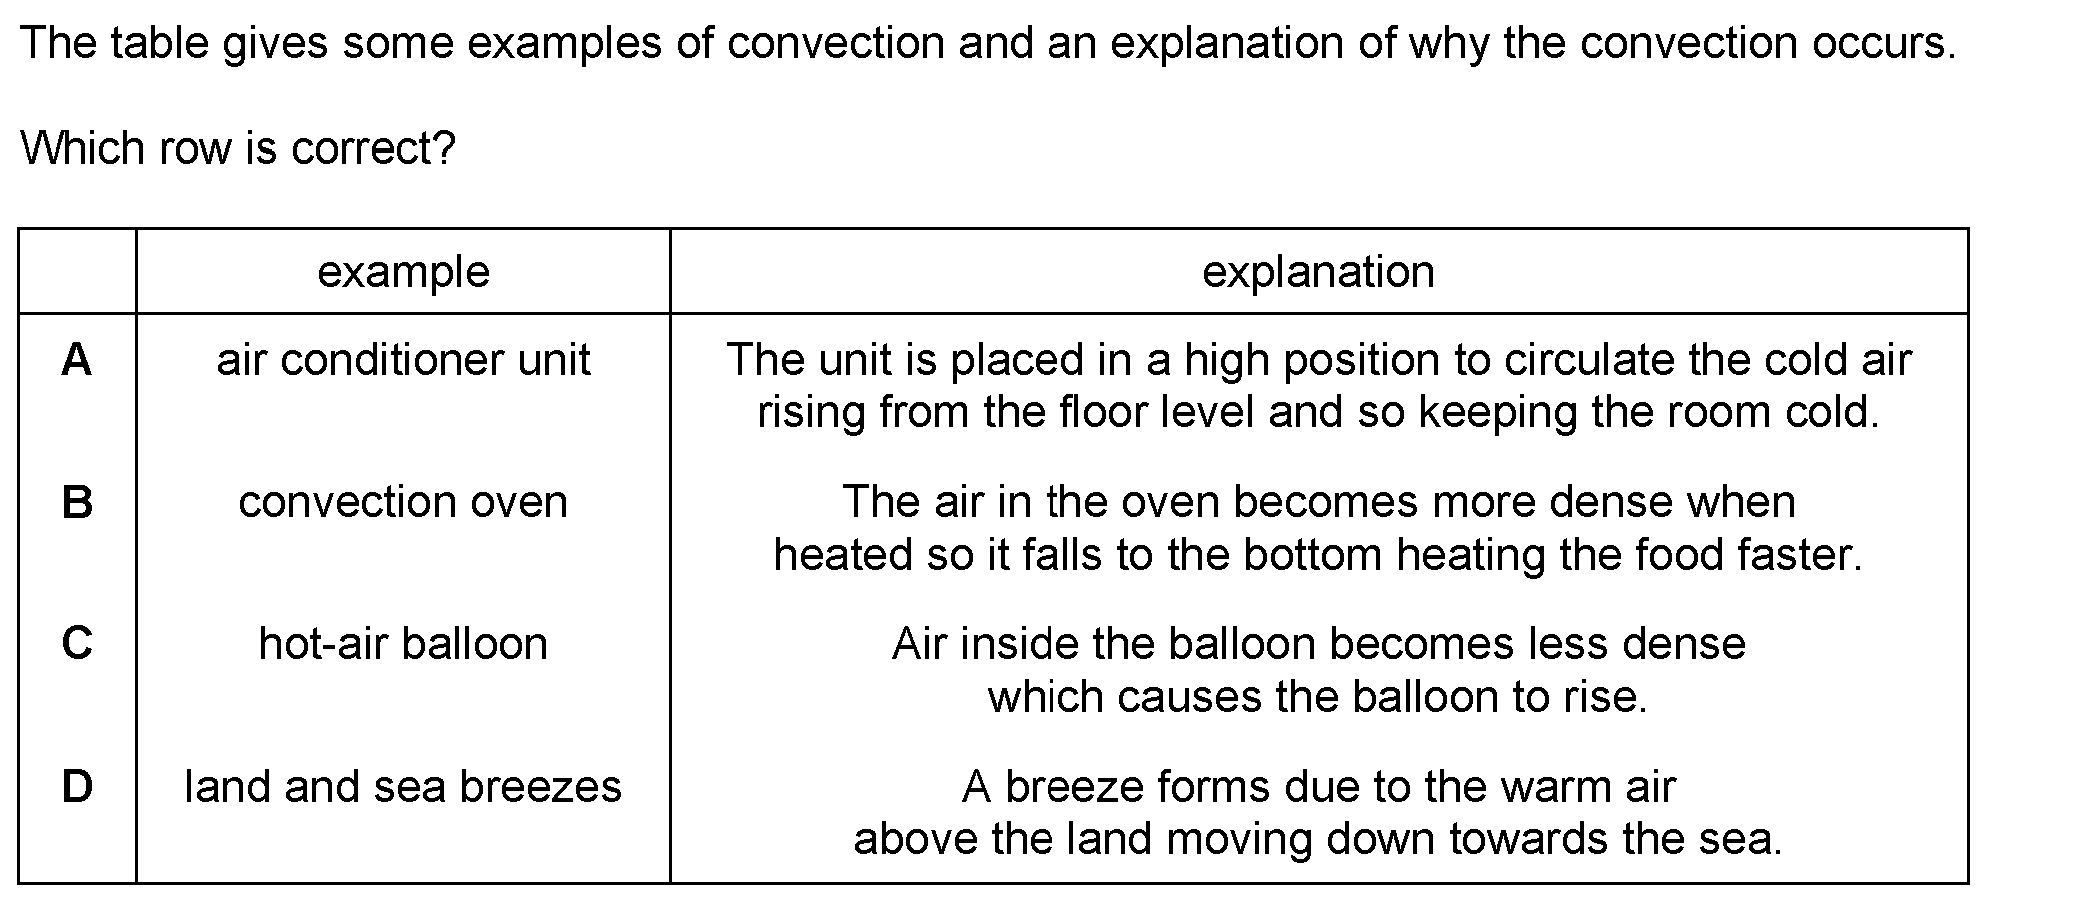 The table gives some examples of convection and an explanation of why the convection occurs.
Which row is correct?
example explanation
A air conditioner unit The unit is placed in a high position to circulate the cold air
rising from the floor level and so keeping the room cold.
B convection oven The air in the oven becomes more dense when
heated so it falls to the bottom heating the food faster.
C hot-air balloon Air inside the balloon becomes less dense
which causes the balloon to rise.
D land and sea breezes A breeze forms due to the warm air
above the land moving down towards the sea.